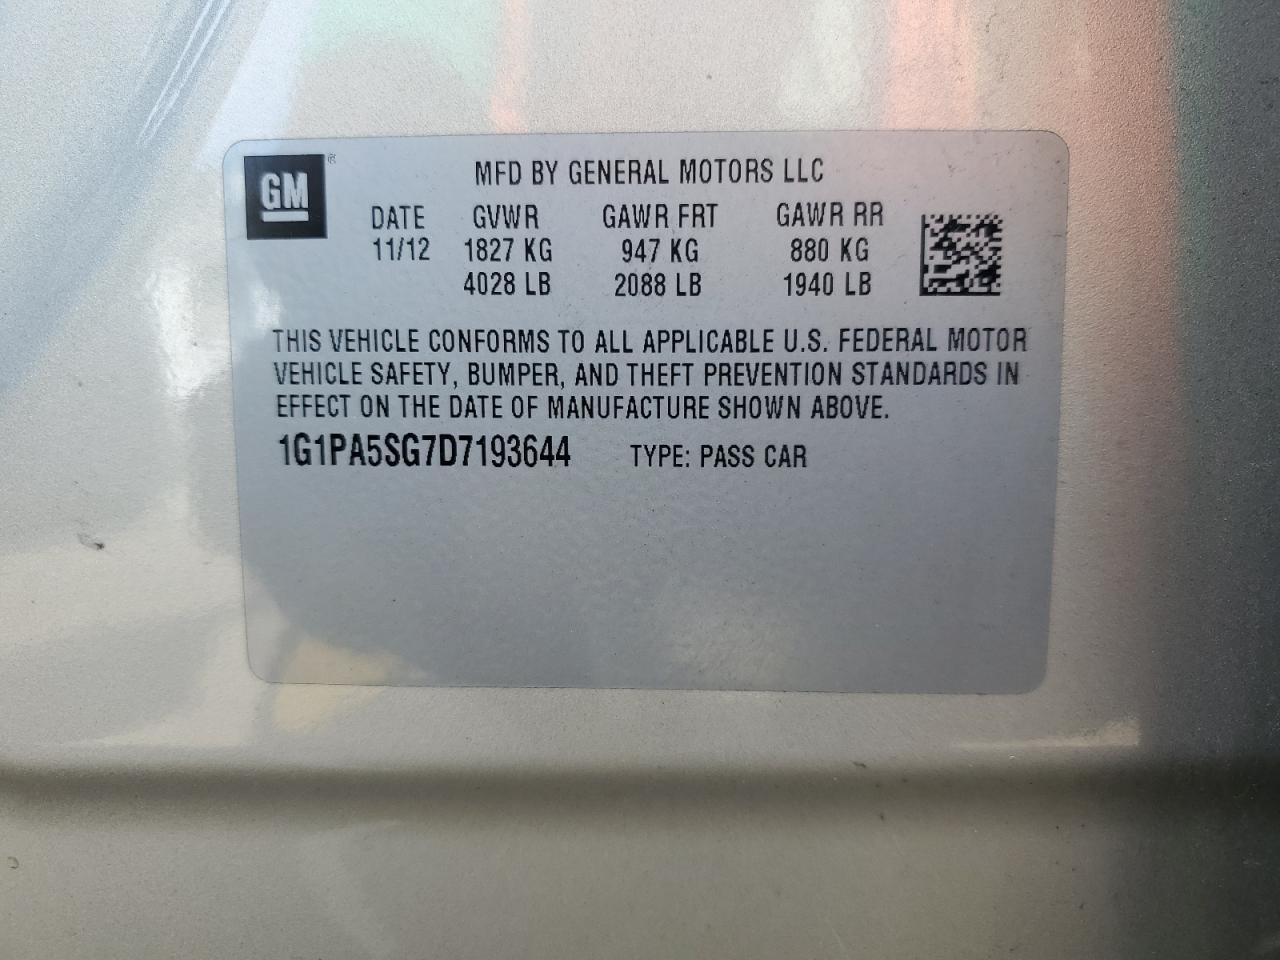 GM ®
MFD BY GENERAL MOTORS LLC
DATE GVWR GAWR FRT GAWR RR
11/12 1827 KG 947 KG 880 KG
4028 LB 2088 LB 1940 LB
THIS VEHICLE CONFORMS TO ALL APPLICABLE U.S. FEDERAL MOTOR
VEHICLE SAFETY, BUMPER, AND THEFT PREVENTION STANDARDS IN
EFFECT ON THE DATE OF MANUFACTURE SHOWN ABOVE.
1G1PA5SG7D7193644 TYPE: PASS CAR